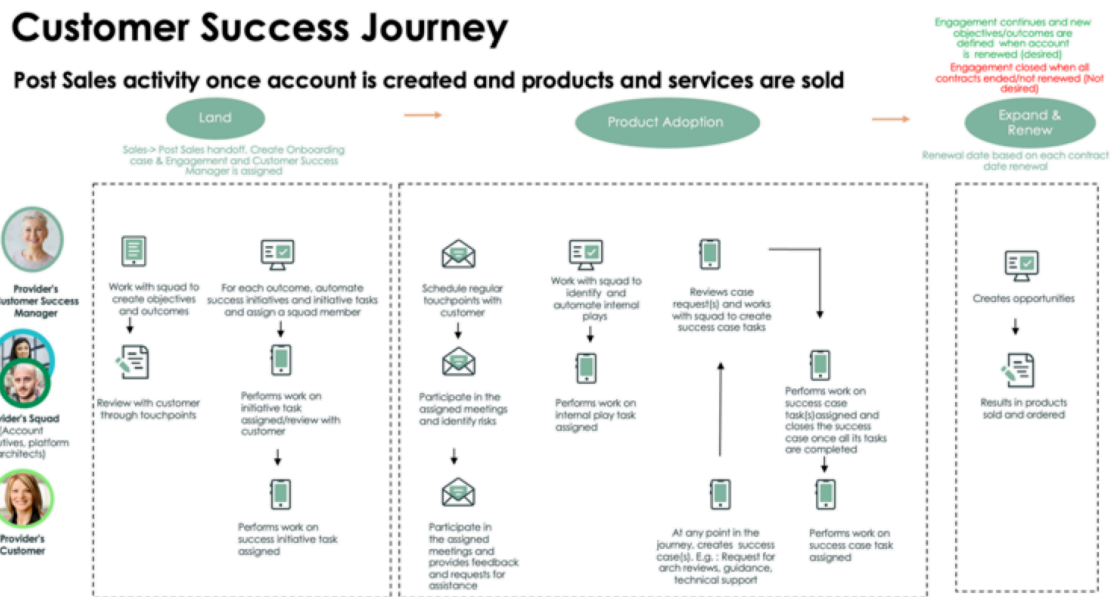 Customer Success Journey
Post Sales activity once account is created and products and services are sold
Engagement continues and new
objectives/outcomes are
defined when account
is renewed (desired)
Engagement closed when all
contracts ended/not renewed (Not
desired)
Land
Product Adoption
Expand &
Renew
Sales-> Post Sales handoff. Create Onboarding
case & Engagement and Customer Success
Manager is assigned
Renewal date based on each contract
date renewal
Provider's
ustomer Success
Manager
Work with squad to
create objectives
and outcomes
For each outcome, automate
success initiatives and initiative tasks
and assign a squad member
Schedule regular
touchpoints with
customer
Work with squad to
identify and
automate internal
plays
Reviews case
request(s) and works
with squad to create
success case tasks
Creates opportunities
vider's Squad
(Account
utives, platform
architects)
Review with customer
through touchpoints
Performs work on
initiative task
assigned/review with
customer
Participate in the
assigned meetings
and identify risks
Performs work on
internal play task
assigned
Performs work on
success case
task(s)assigned and
closes the success
case once all its tasks
are completed
Results in products
sold and ordered
Provider's
Customer
Performs work on
success initiative task
assigned
Participate in
the assigned
meetings and
provides feedback
and requests for
assistance
At any point in the
journey, creates success
case(s). E.g. : Request for
arch reviews, guidance,
technical support
Performs work on
success case task
assigned